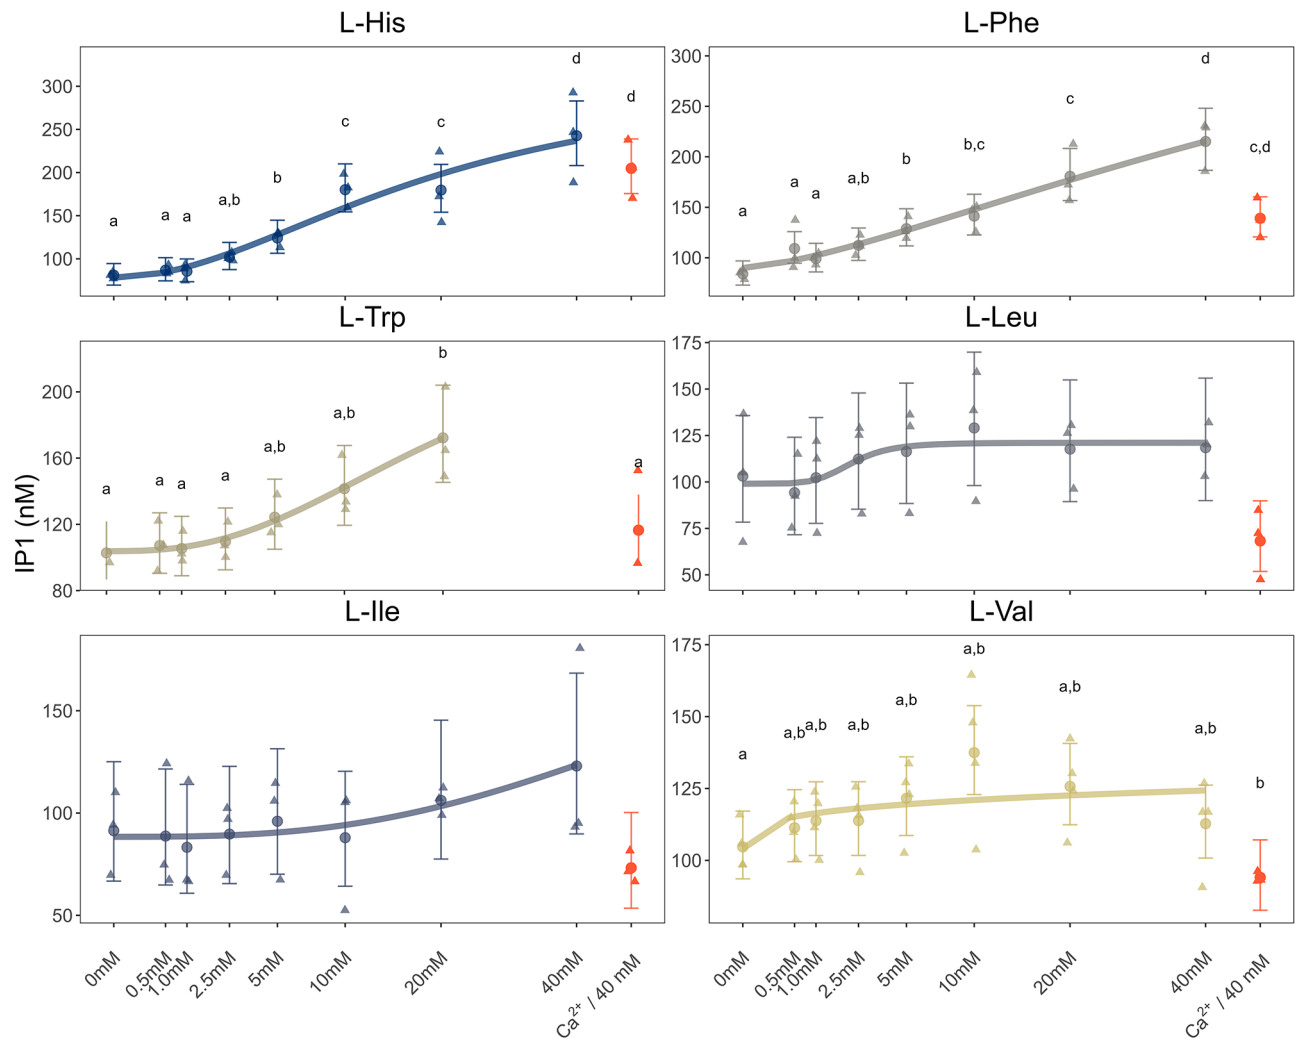 L-His
L-Phe
300
250
200
150
100
a
a
a
a,b
b
c
c
d
d
300
250
200
150
100
a
a
a
a,b
b
b,c
c
d
c,d
L-Trp
L-Leu
IP1 (nM)
200
160
120
80
a
a
a
a
a,b
a,b
b
a
175
150
125
100
75
50
L-Ile
L-Val
150
100
50
175
150
125
100
a
a,b
a,b
a,b
a,b
a,b
a,b
a,b
b
0mM
0.5mM
1.0mM
2.5mM
5mM
10mM
20mM
40mM
Ca²⁺ / 40 mM
0mM
0.5mM
1.0mM
2.5mM
5mM
10mM
20mM
40mM
Ca²⁺ / 40 mM